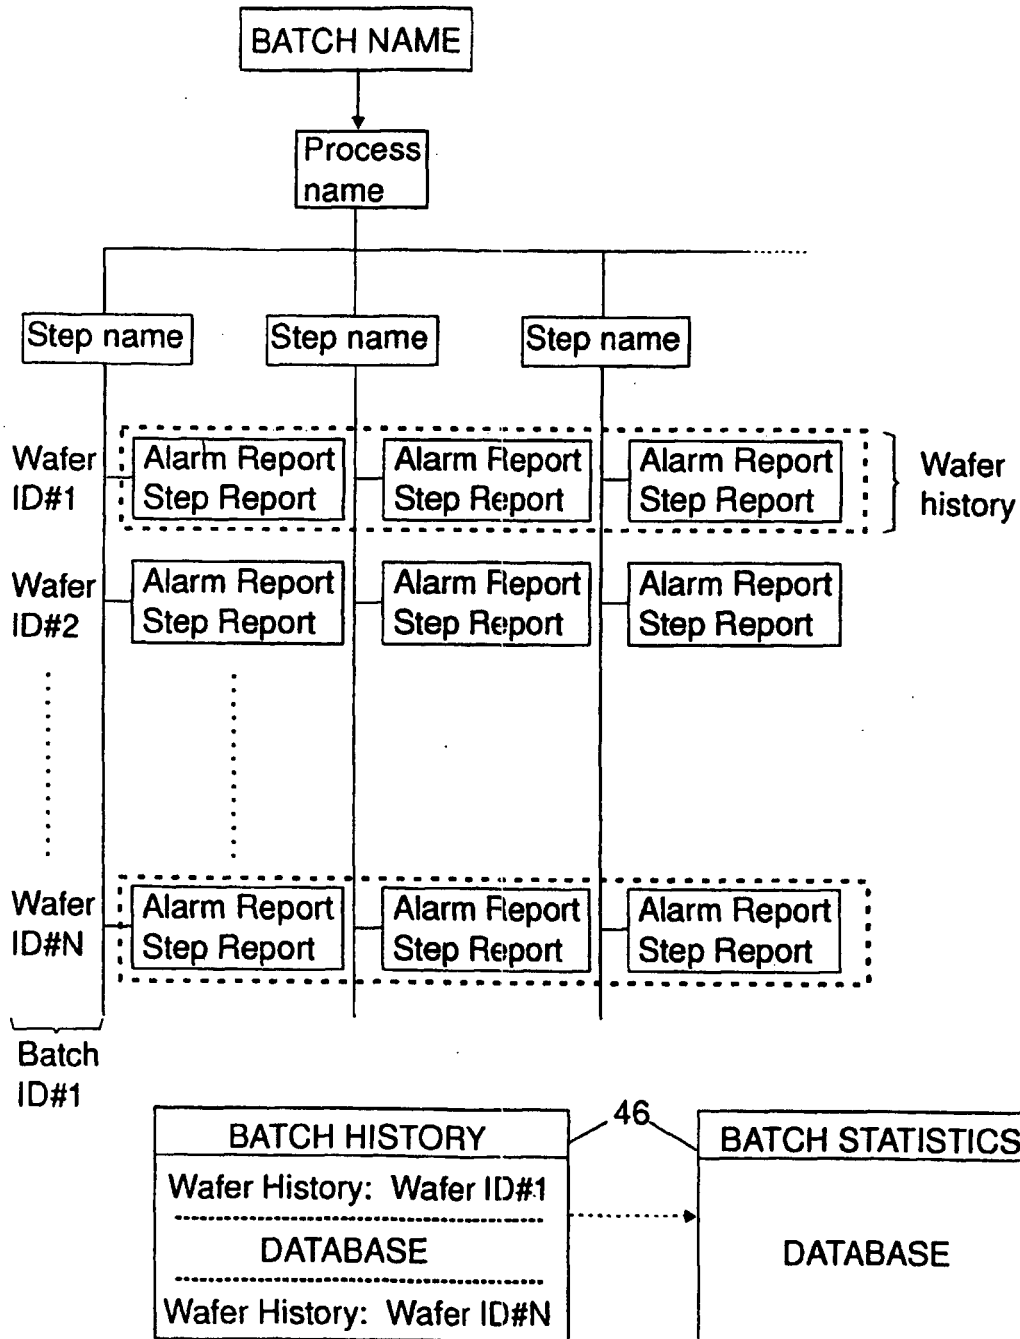 BATCH NAME
Process
name
Step name
Step name
Step name
Wafer
ID#1
Alarm Report
Step Report
Alarm Report
Step Report
Alarm Report
Step Report
Wafer
history
Wafer
ID#2
Alarm Report
Step Report
Alarm Report
Step Report
Alarm Report
Step Report
Wafer
ID#N
Alarm Report
Step Report
Alarm Report
Step Report
Alarm Report
Step Report
Batch
ID#1
46
BATCH HISTORY
Wafer History: Wafer ID#1
DATABASE
Wafer History: Wafer ID#N
BATCH STATISTICS
DATABASE